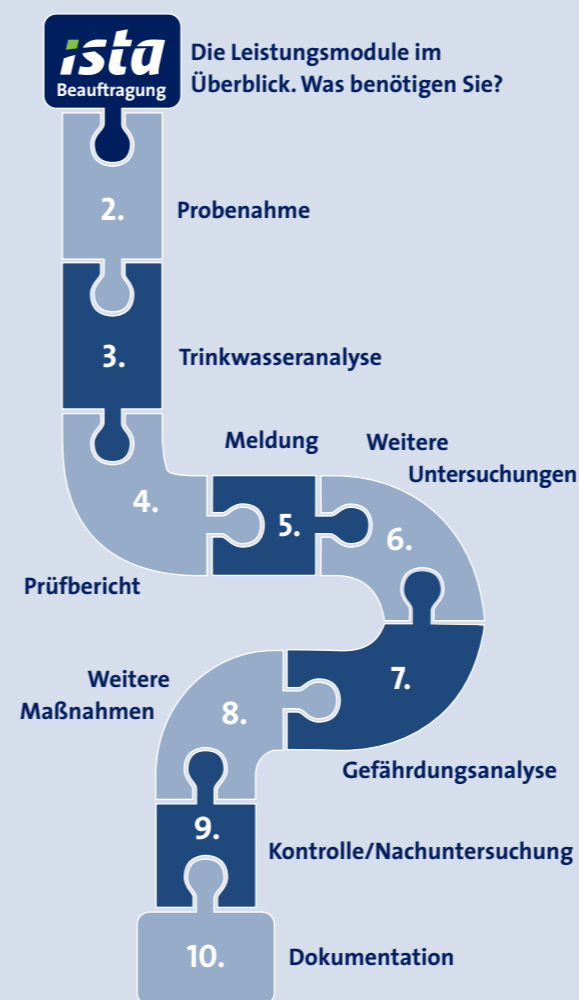 ista
Beauftragung
Die Leistungsmodule im
Überblick. Was benötigen Sie?
2.
Probenahme
3.
Trinkwasseranalyse
4.
Prüfbericht
Meldung
5.
Weitere
Untersuchungen
6.
7.
Gefährdungsanalyse
Weitere
Maßnahmen
8.
9.
Kontrolle/Nachuntersuchung
10.
Dokumentation